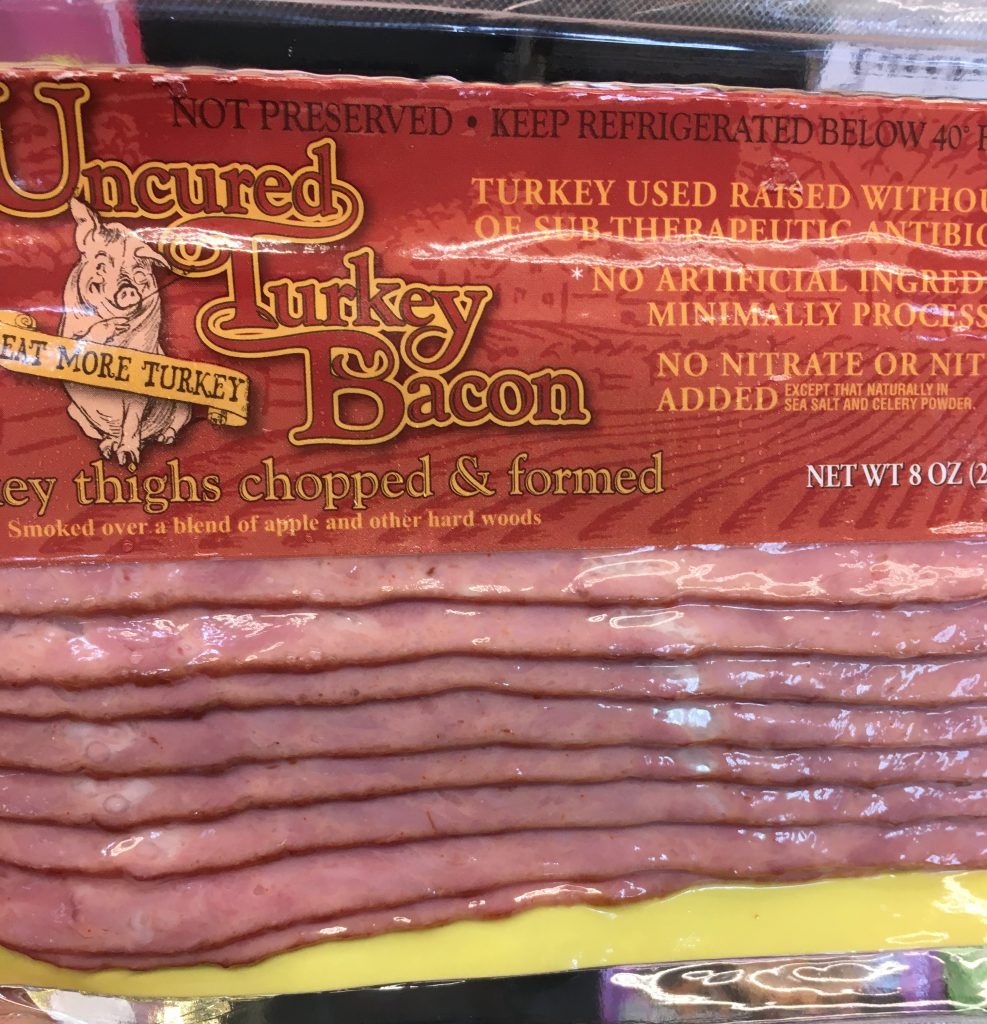 NOT PRESERVED • KEEP REFRIGERATED BELOW 40° F
Uncured
Turkey
Bacon
EAT MORE TURKEY
TURKEY USED RAISED WITHOU
OF SUB-THERAPEUTIC ANTIBIO
*NO ARTIFICIAL INGRED
MINIMALLY PROCESS
NO NITRATE OR NIT
ADDED EXCEPT THAT NATURALLY IN
SEA SALT AND CELERY POWDER.
key thighs chopped & formed
Smoked over a blend of apple and other hard woods
NET WT 8 OZ (2